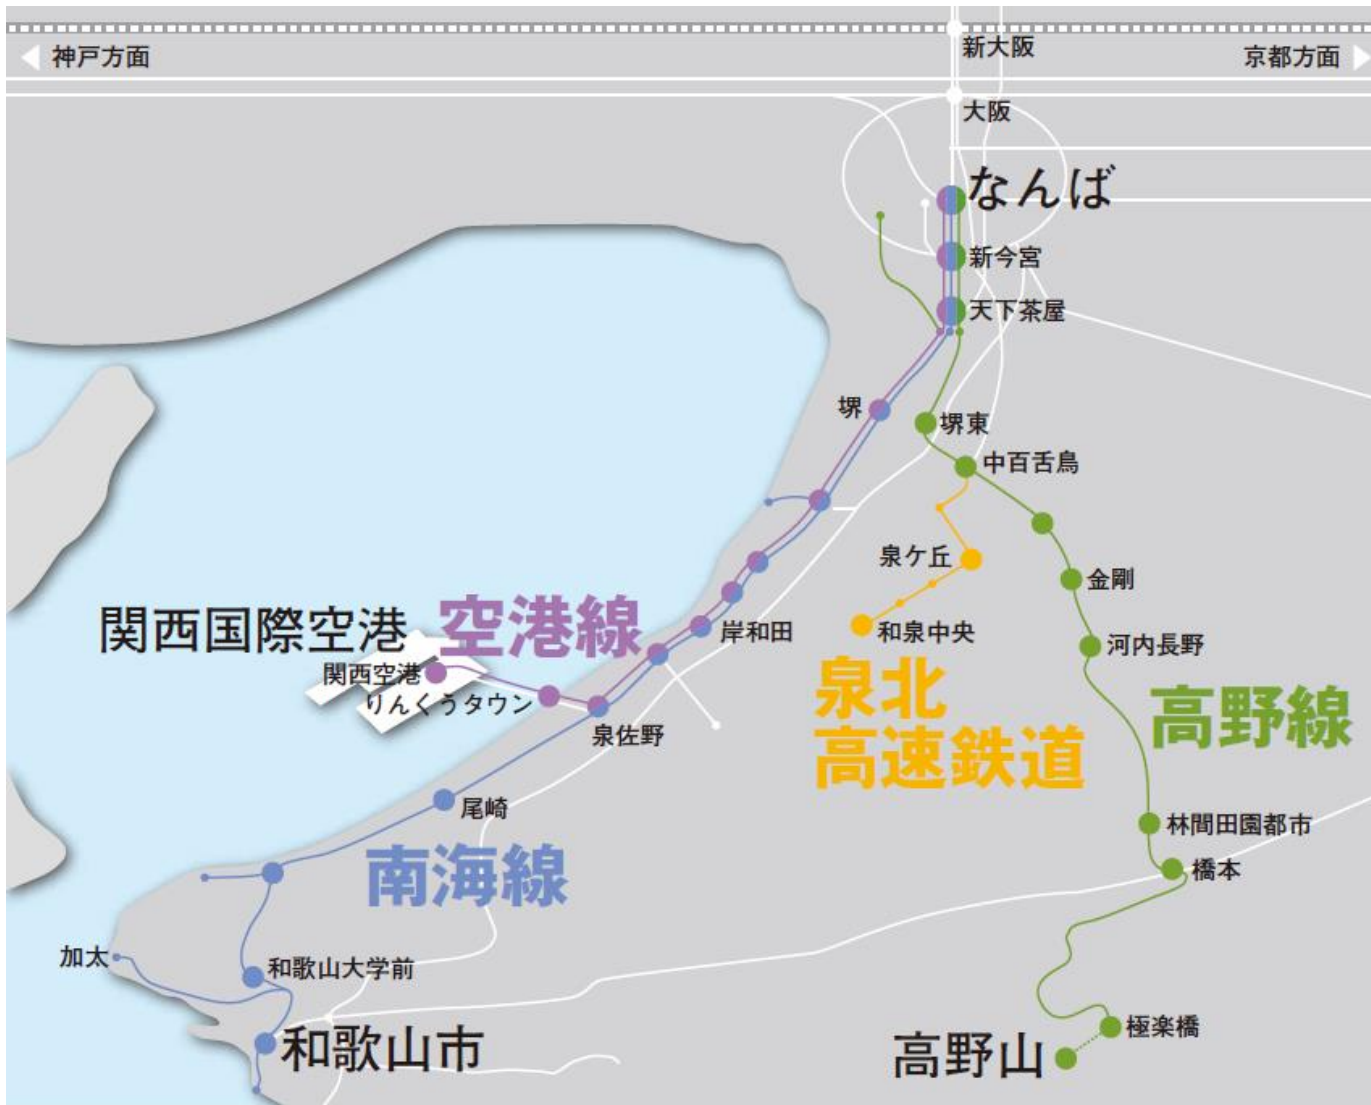 神戸方面
新大阪
京都方面
大阪
なんば
新今宮
天下茶屋
堺
堺東
中百舌鳥
泉ケ丘
金剛
関西国際空港
空港線
岸和田
和泉中央
河内長野
関西空港
りんくうタウン
泉佐野
泉北
高速鉄道
高野線
尾崎
林間田園都市
南海線
橋本
加太
和歌山大学前
和歌山市
極楽橋
高野山